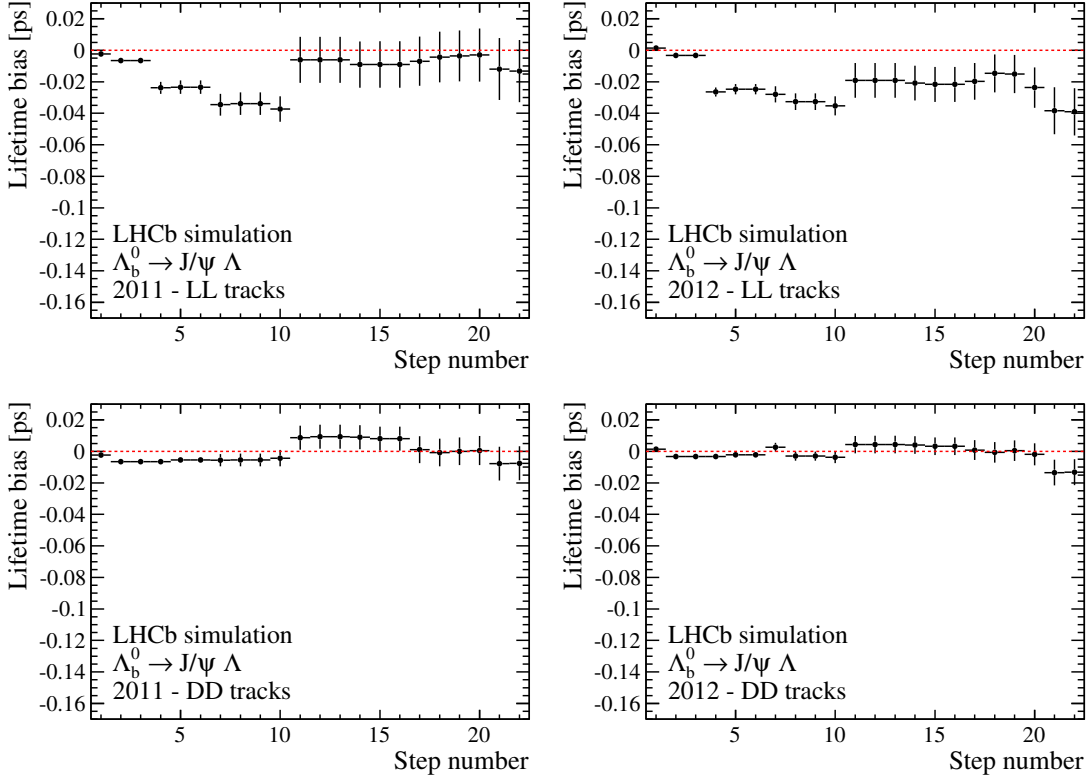 Lifetime bias [ps]
0.02
0
-0.02
-0.04
-0.06
-0.08
-0.1
-0.12
-0.14
-0.16
LHCb simulation
Λ_b^0 → J/ψ Λ
2011 - LL tracks
5 10 15 20
Step number
Lifetime bias [ps]
0.02
0
-0.02
-0.04
-0.06
-0.08
-0.1
-0.12
-0.14
-0.16
LHCb simulation
Λ_b^0 → J/ψ Λ
2012 - LL tracks
5 10 15 20
Step number
Lifetime bias [ps]
0.02
0
-0.02
-0.04
-0.06
-0.08
-0.1
-0.12
-0.14
-0.16
LHCb simulation
Λ_b^0 → J/ψ Λ
2011 - DD tracks
5 10 15 20
Step number
Lifetime bias [ps]
0.02
0
-0.02
-0.04
-0.06
-0.08
-0.1
-0.12
-0.14
-0.16
LHCb simulation
Λ_b^0 → J/ψ Λ
2012 - DD tracks
5 10 15 20
Step number